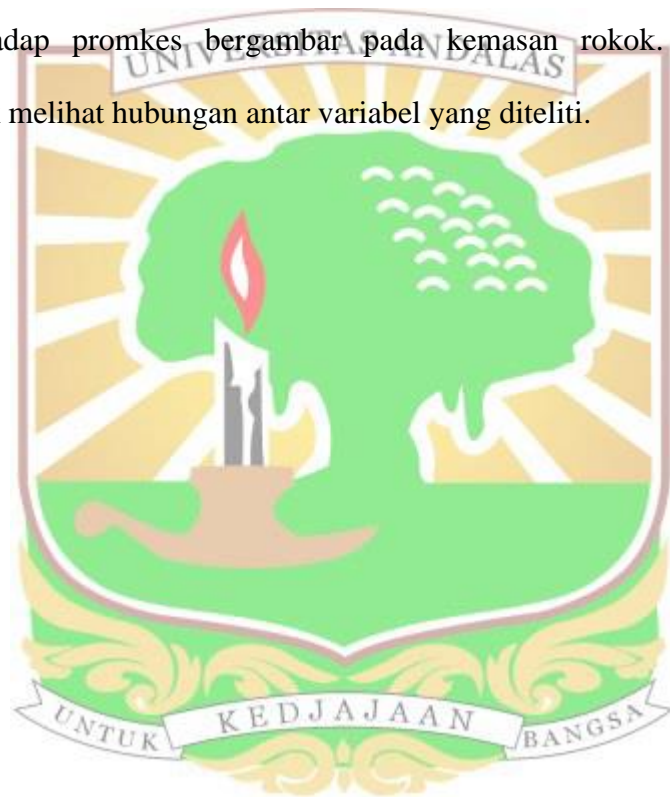 adap promkes bergambar pada kemasan rokok.
UNIVERSITAS ANDALAS
melihat hubungan antar variabel yang diteliti.
UNTUK KEDJAJAAN BANGSA